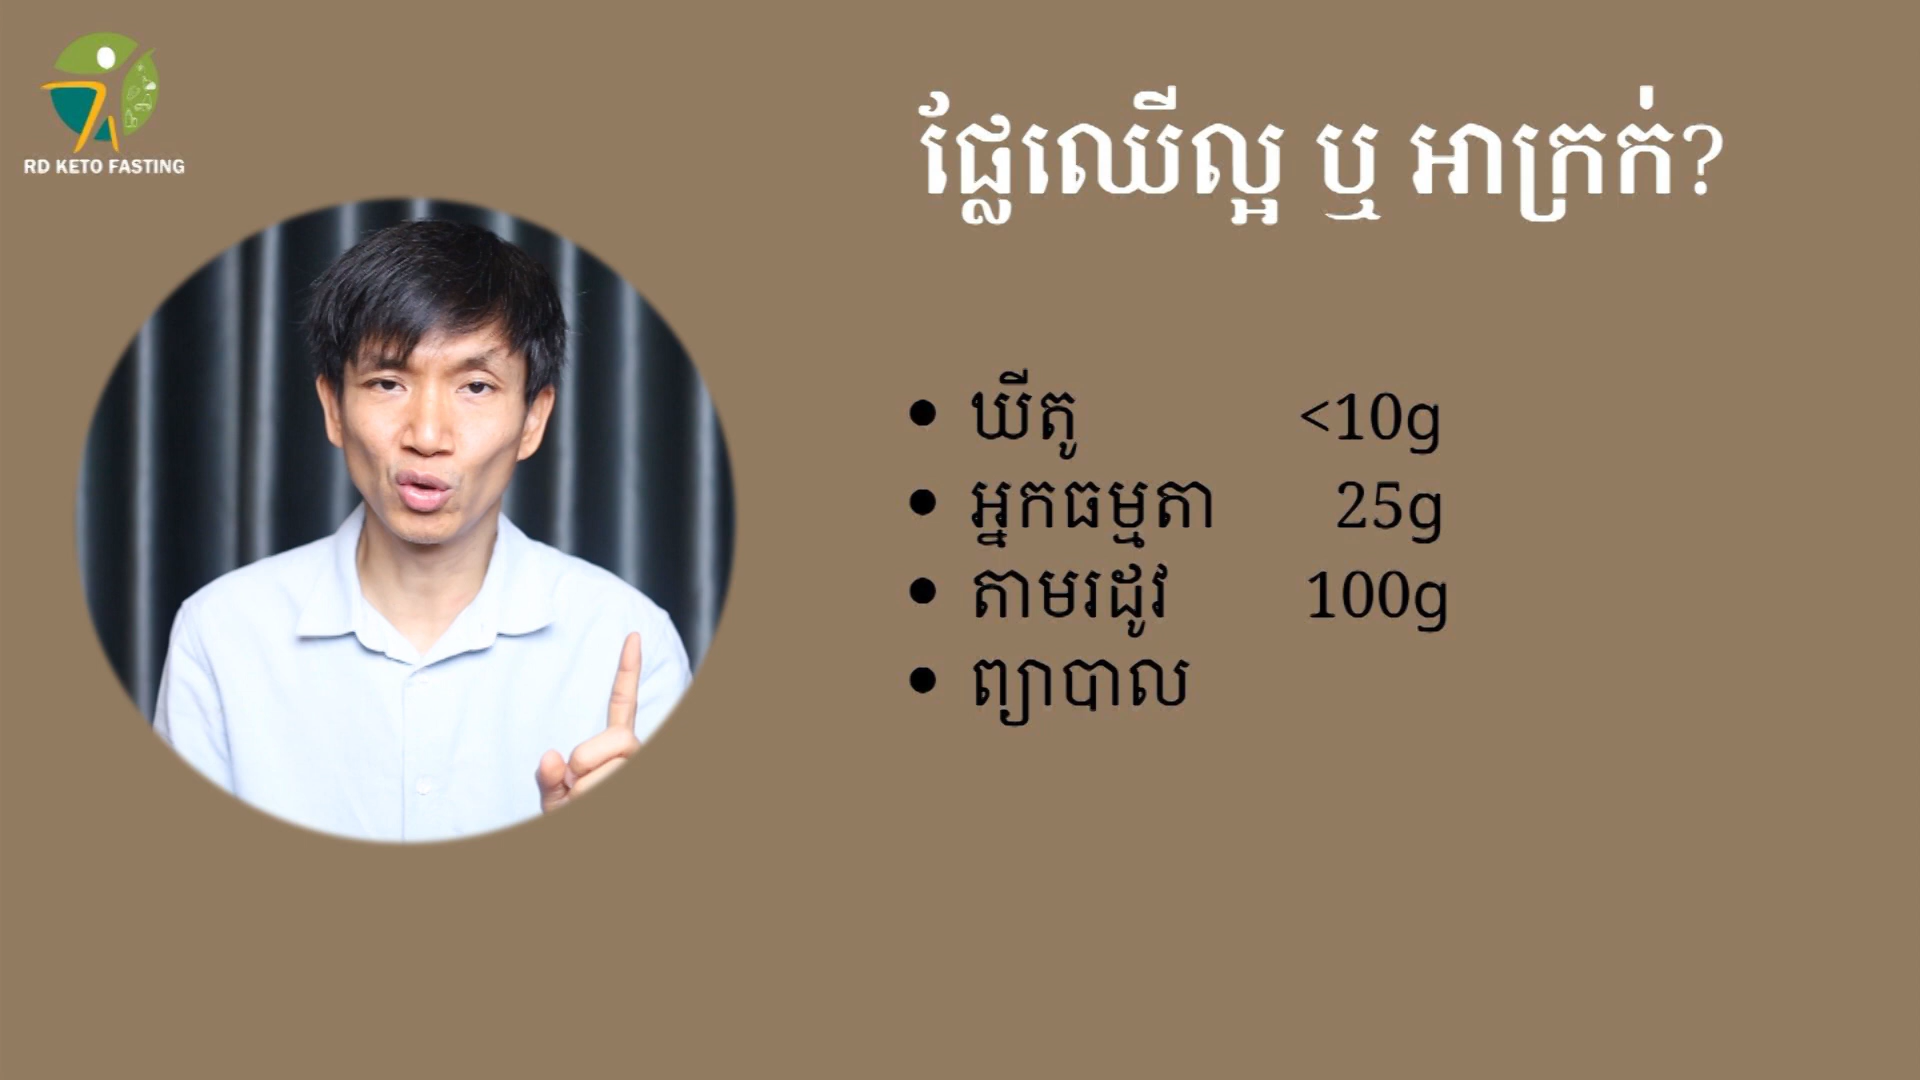 RD KETO FASTING
ផ្លែឈើល្អ ឬ អាក្រក់?
• ឃីតូ <10g
• អ្នកធម្មតា 25g
• តាមរដូវ 100g
• ព្យាបាល